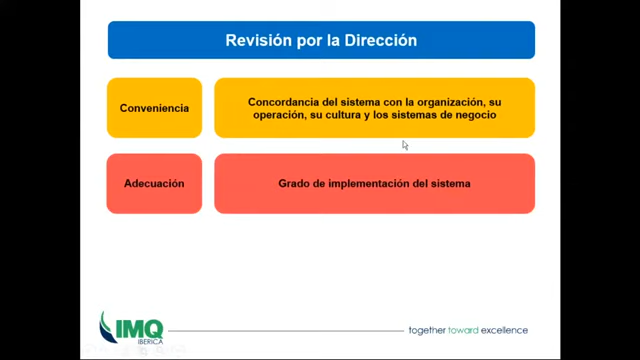 Revisión por la Dirección
Conveniencia
Concordancia del sistema con la organización, su
operación, su cultura y los sistemas de negocio
Adecuación
Grado de implementación del sistema
IMQ
IBERICA
together toward excellence